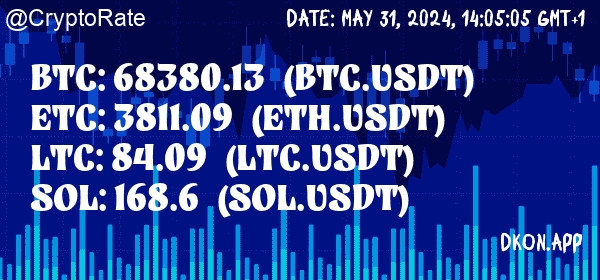 @CryptoRate
DATE: MAY 31, 2024, 14:05:05 GMT+1
BTC: 68380.13 (BTC.USDT)
ETC: 3811.09 (ETH.USDT)
LTC: 84.09 (LTC.USDT)
SOL: 168.6 (SOL.USDT)
DKON.APP